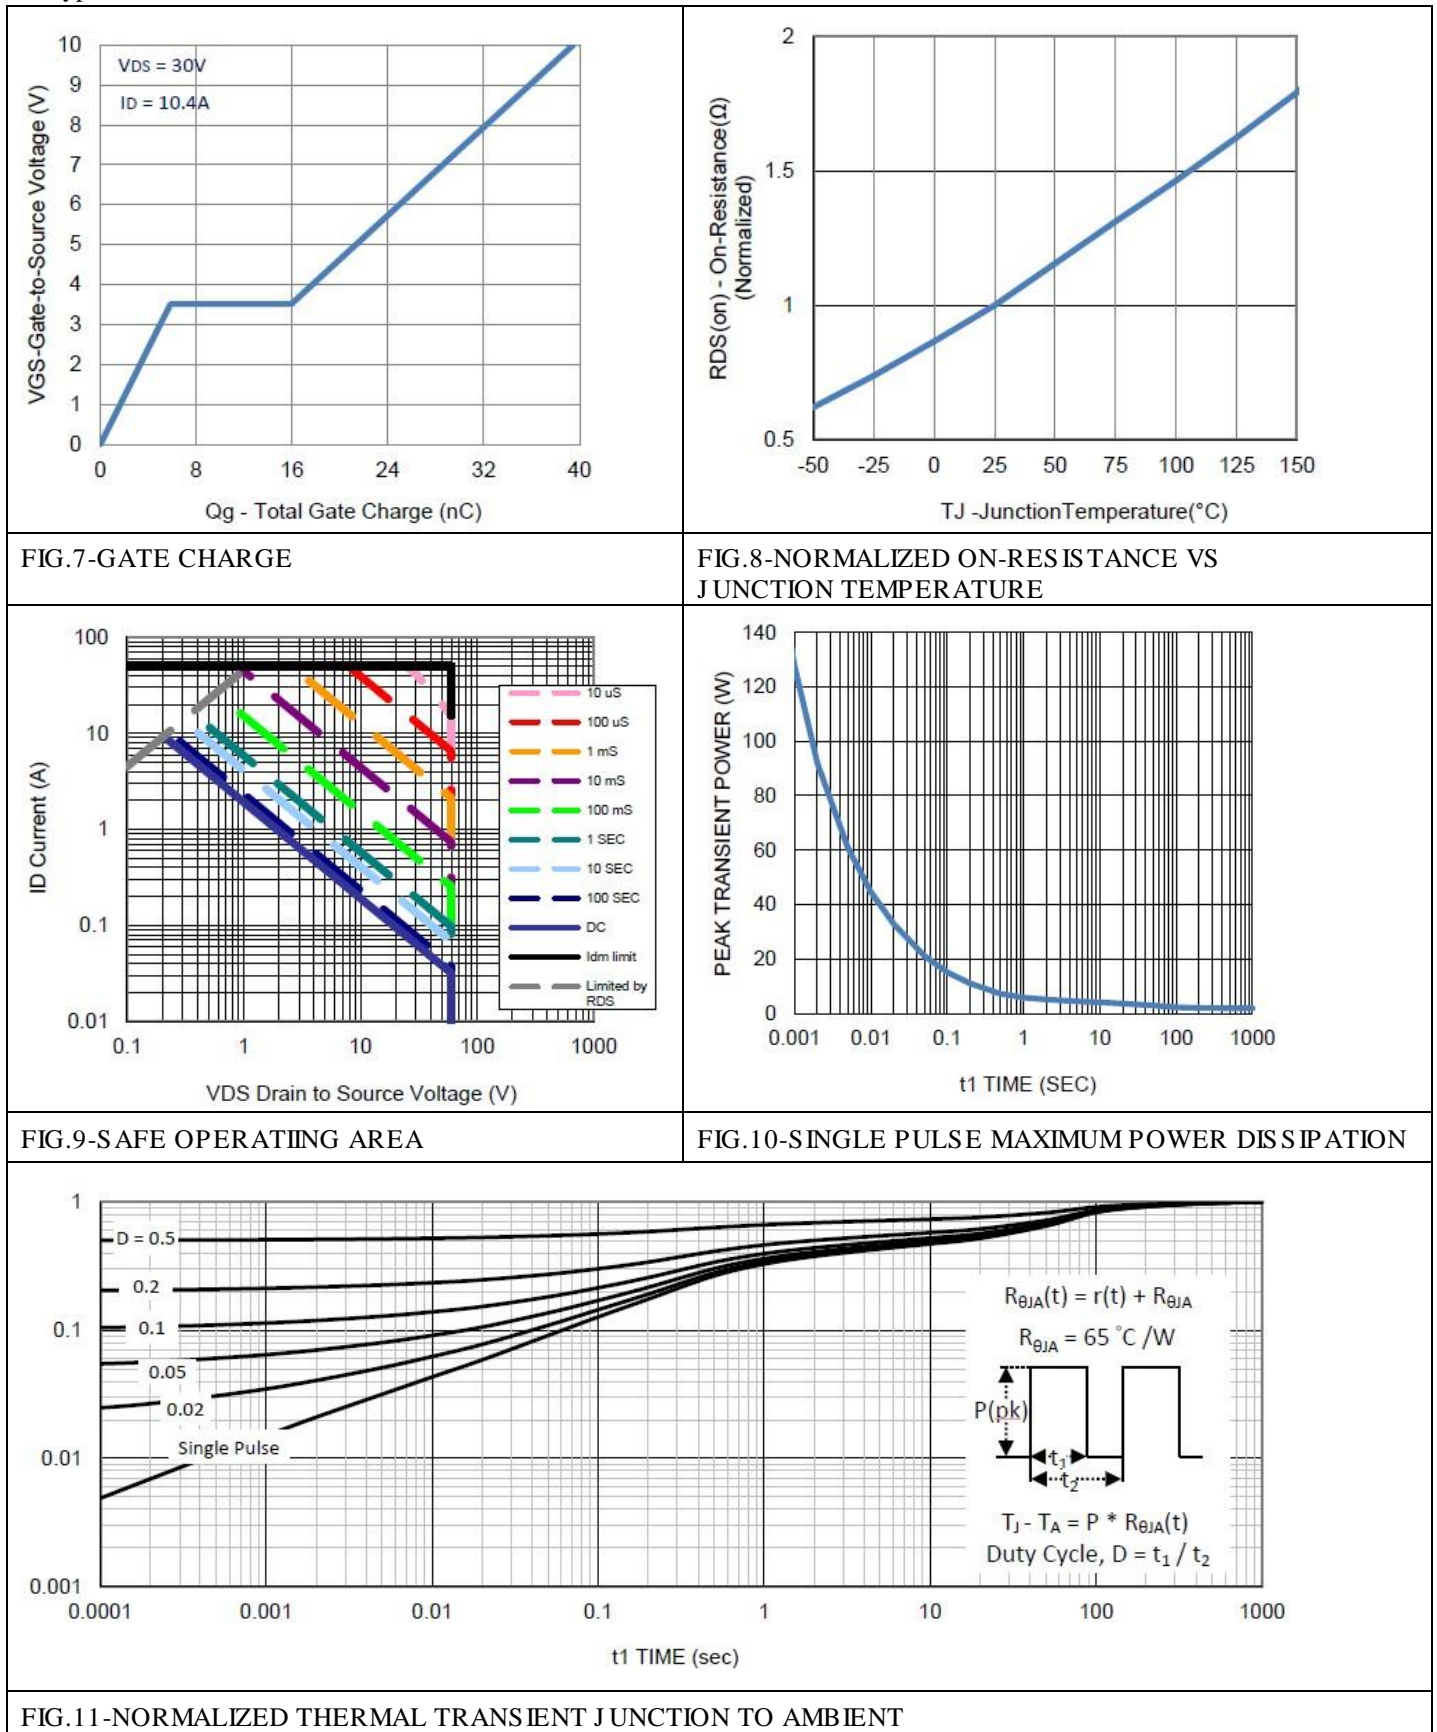 10
9
8
7
6
5
4
3
2
1
0
VDS = 30V
ID = 10.4A
VGS-Gate-to-Source Voltage (V)
0 8 16 24 32 40
Qg - Total Gate Charge (nC)
2
1.5
1
0.5
RDS(on) - On-Resistance(Ω)
(Normalized)
-50 -25 0 25 50 75 100 125 150
TJ -JunctionTemperature(°C)
FIG.7-GATE CHARGE
FIG.8-NORMALIZED ON-RESISTANCE VS
JUNCTION TEMPERATURE
100
10
1
0.1
0.01
ID Current (A)
10 uS
100 uS
1 mS
10 mS
100 mS
1 SEC
10 SEC
100 SEC
DC
Idm limit
Limited by
RDS
0.1 1 10 100 1000
VDS Drain to Source Voltage (V)
140
120
100
80
60
40
20
0
PEAK TRANSIENT POWER (W)
0.001 0.01 0.1 1 10 100 1000
t1 TIME (SEC)
FIG.9-SAFE OPERATIING AREA
FIG.10-SINGLE PULSE MAXIMUM POWER DISSIPATION
1
0.1
0.01
0.001
D = 0.5
0.2
0.1
0.05
0.02
Single Pulse
RθJA(t) = r(t) + RθJA
RθJA = 65 °C /W
P(pk)
t1
t2
TJ - TA = P * RθJA(t)
Duty Cycle, D = t1 / t2
0.0001 0.001 0.01 0.1 1 10 100 1000
t1 TIME (sec)
FIG.11-NORMALIZED THERMAL TRANSIENT JUNCTION TO AMBIENT